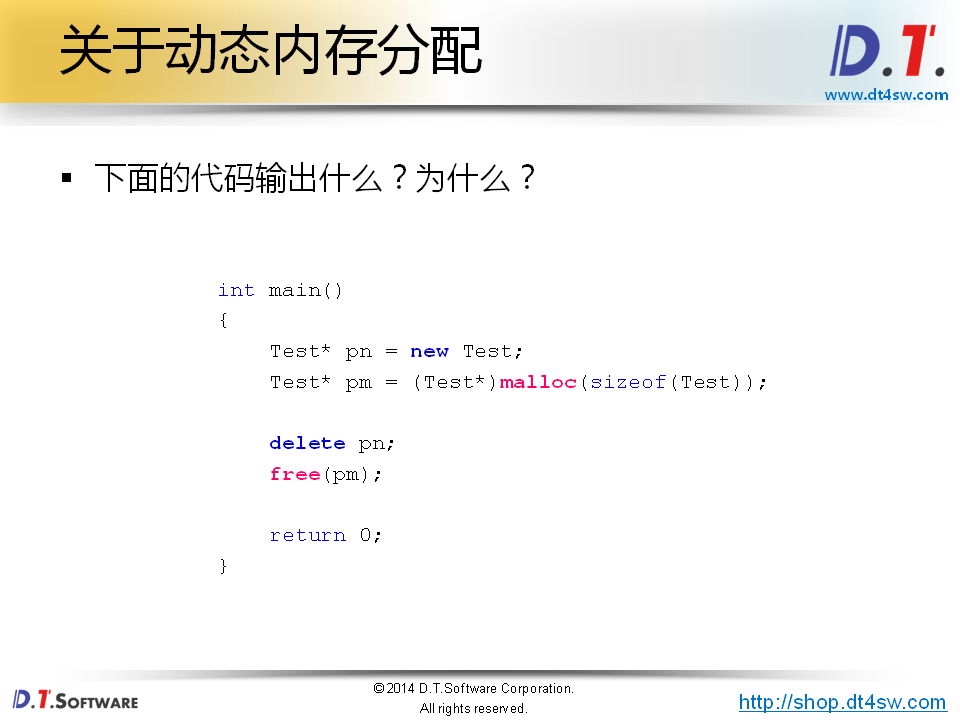 关于动态内存分配
D.T.
www.dt4sw.com
▪ 下面的代码输出什么？为什么？
int main()
{
    Test* pn = new Test;
    Test* pm = (Test*)malloc(sizeof(Test));
    delete pn;
    free(pm);
    return 0;
}
D.T.SOFTWARE
©2014 D.T.Software Corporation.
All rights reserved.
http://shop.dt4sw.com